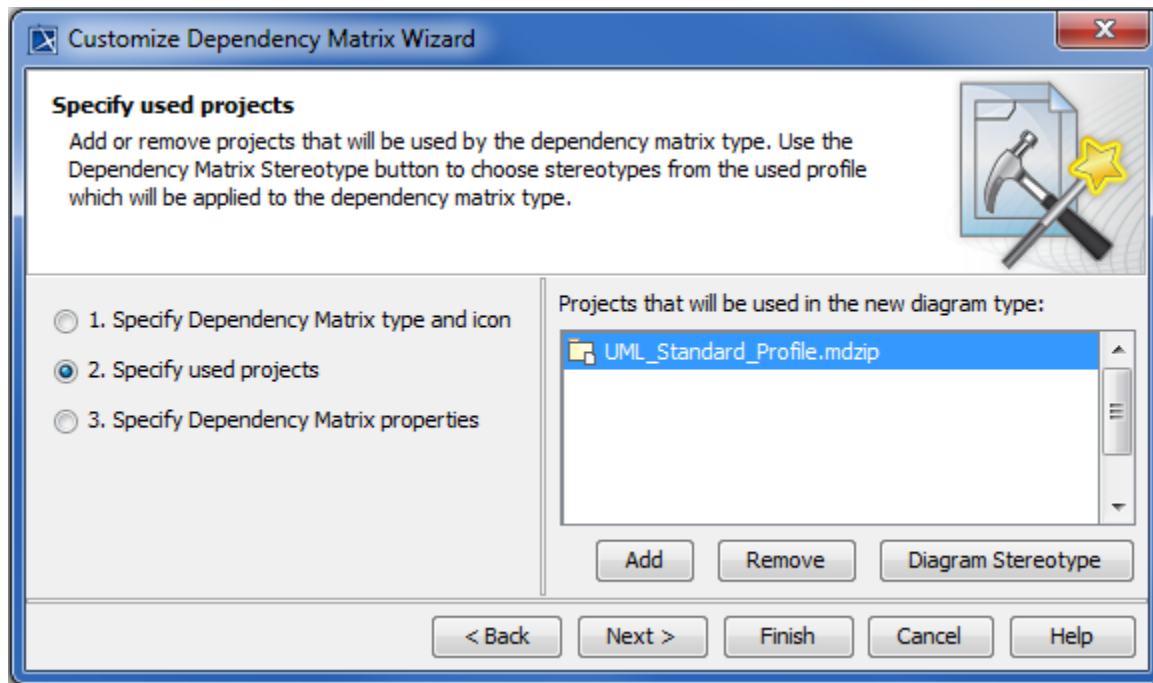 Customize Dependency Matrix Wizard
x
Specify used projects
Add or remove projects that will be used by the dependency matrix type. Use the
Dependency Matrix Stereotype button to choose stereotypes from the used profile
which will be applied to the dependency matrix type.
1. Specify Dependency Matrix type and icon
2. Specify used projects
3. Specify Dependency Matrix properties
Projects that will be used in the new diagram type:
UML_Standard_Profile.mdzip
Add Remove Diagram Stereotype
< Back Next > Finish Cancel Help